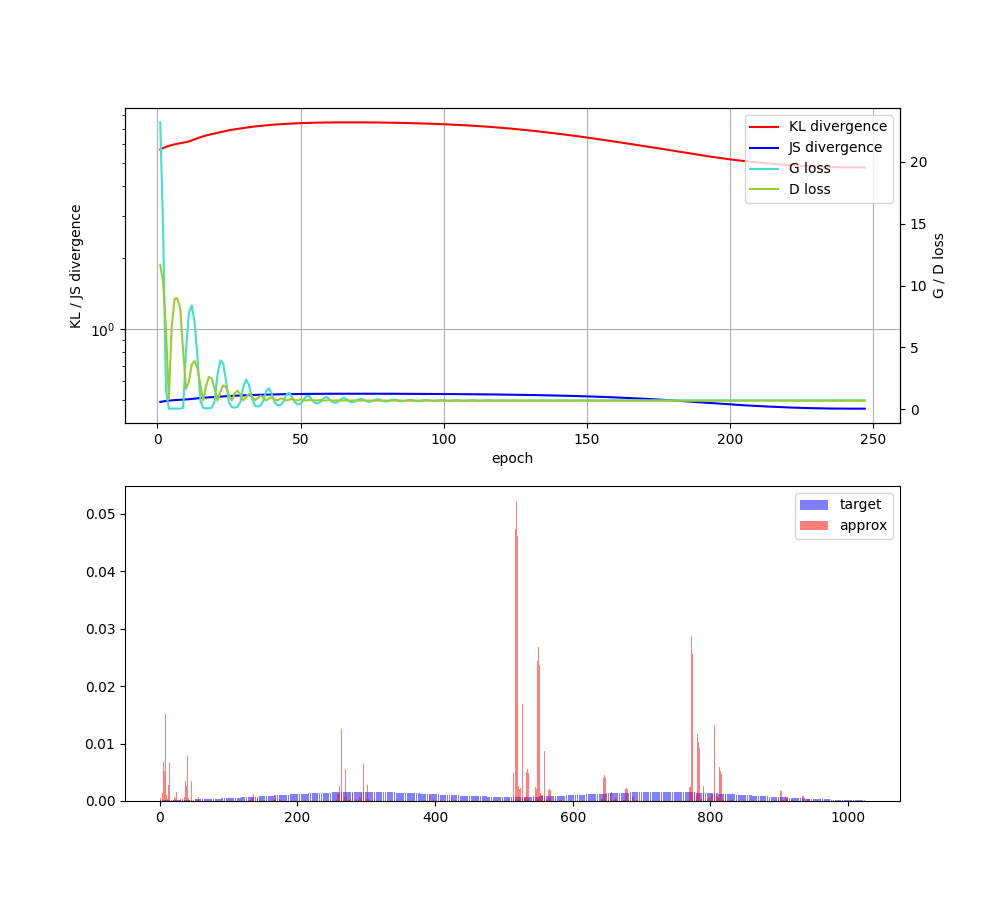 KL divergence
JS divergence
G loss
D loss
KL / JS divergence
10⁰
20
15
10
5
0
G / D loss
0 50 100 150 200 250
epoch
target
approx
0.05
0.04
0.03
0.02
0.01
0.00
0 200 400 600 800 1000